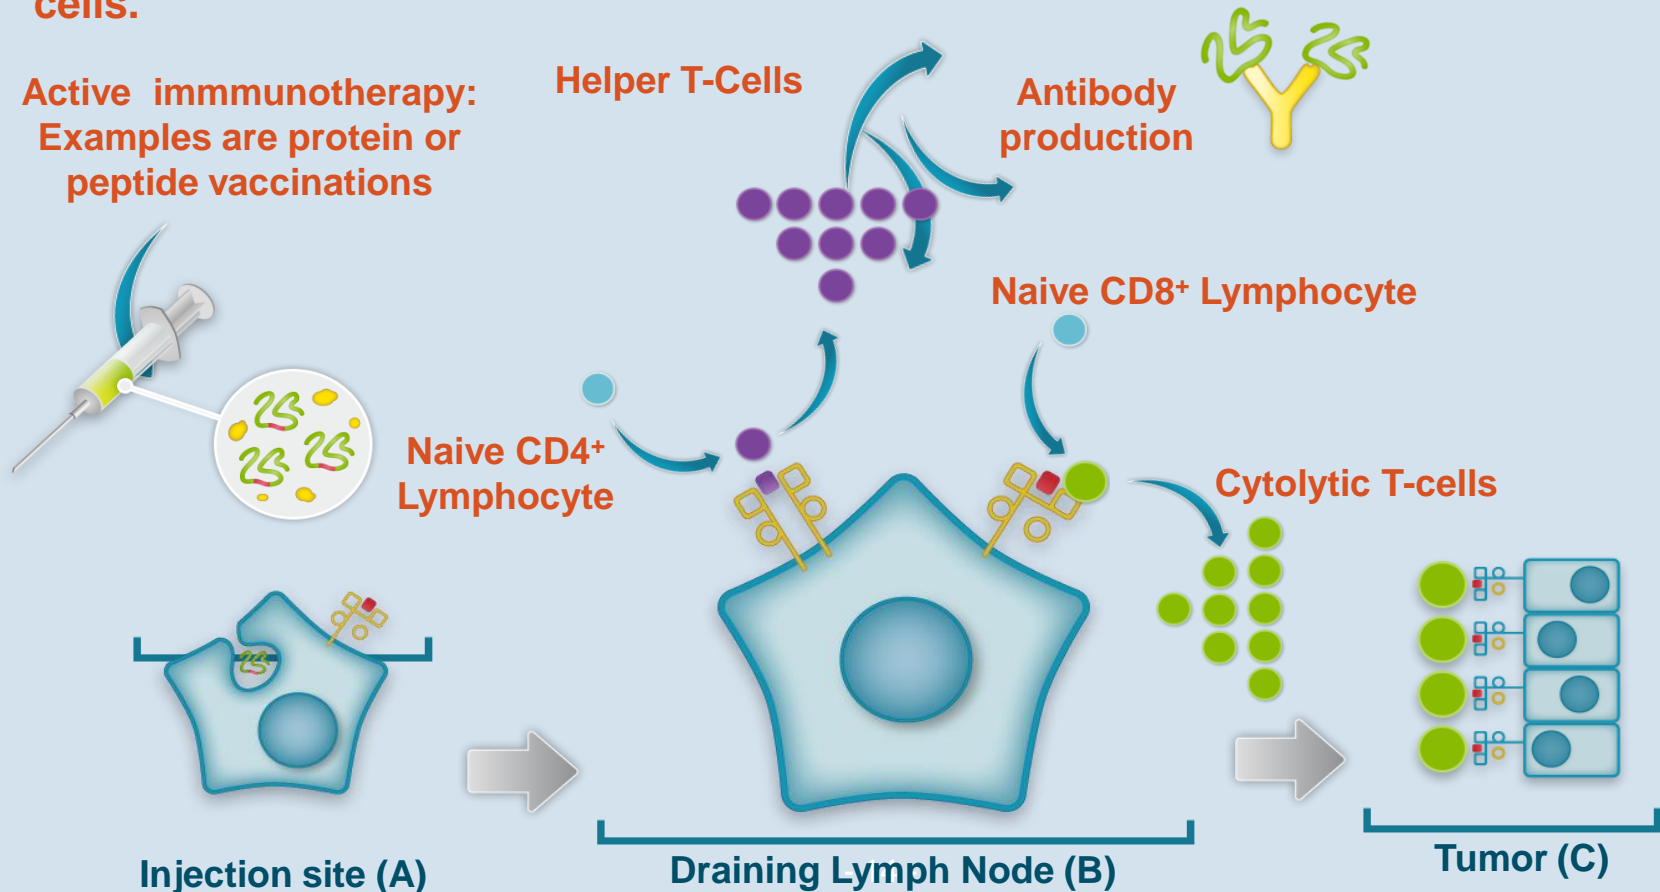 cells.
Active immmunotherapy:
Examples are protein or
peptide vaccinations
Helper T-Cells
Antibody
production
Naive CD8+ Lymphocyte
Naive CD4+
Lymphocyte
Cytolytic T-cells
Injection site (A)
Draining Lymph Node (B)
Tumor (C)